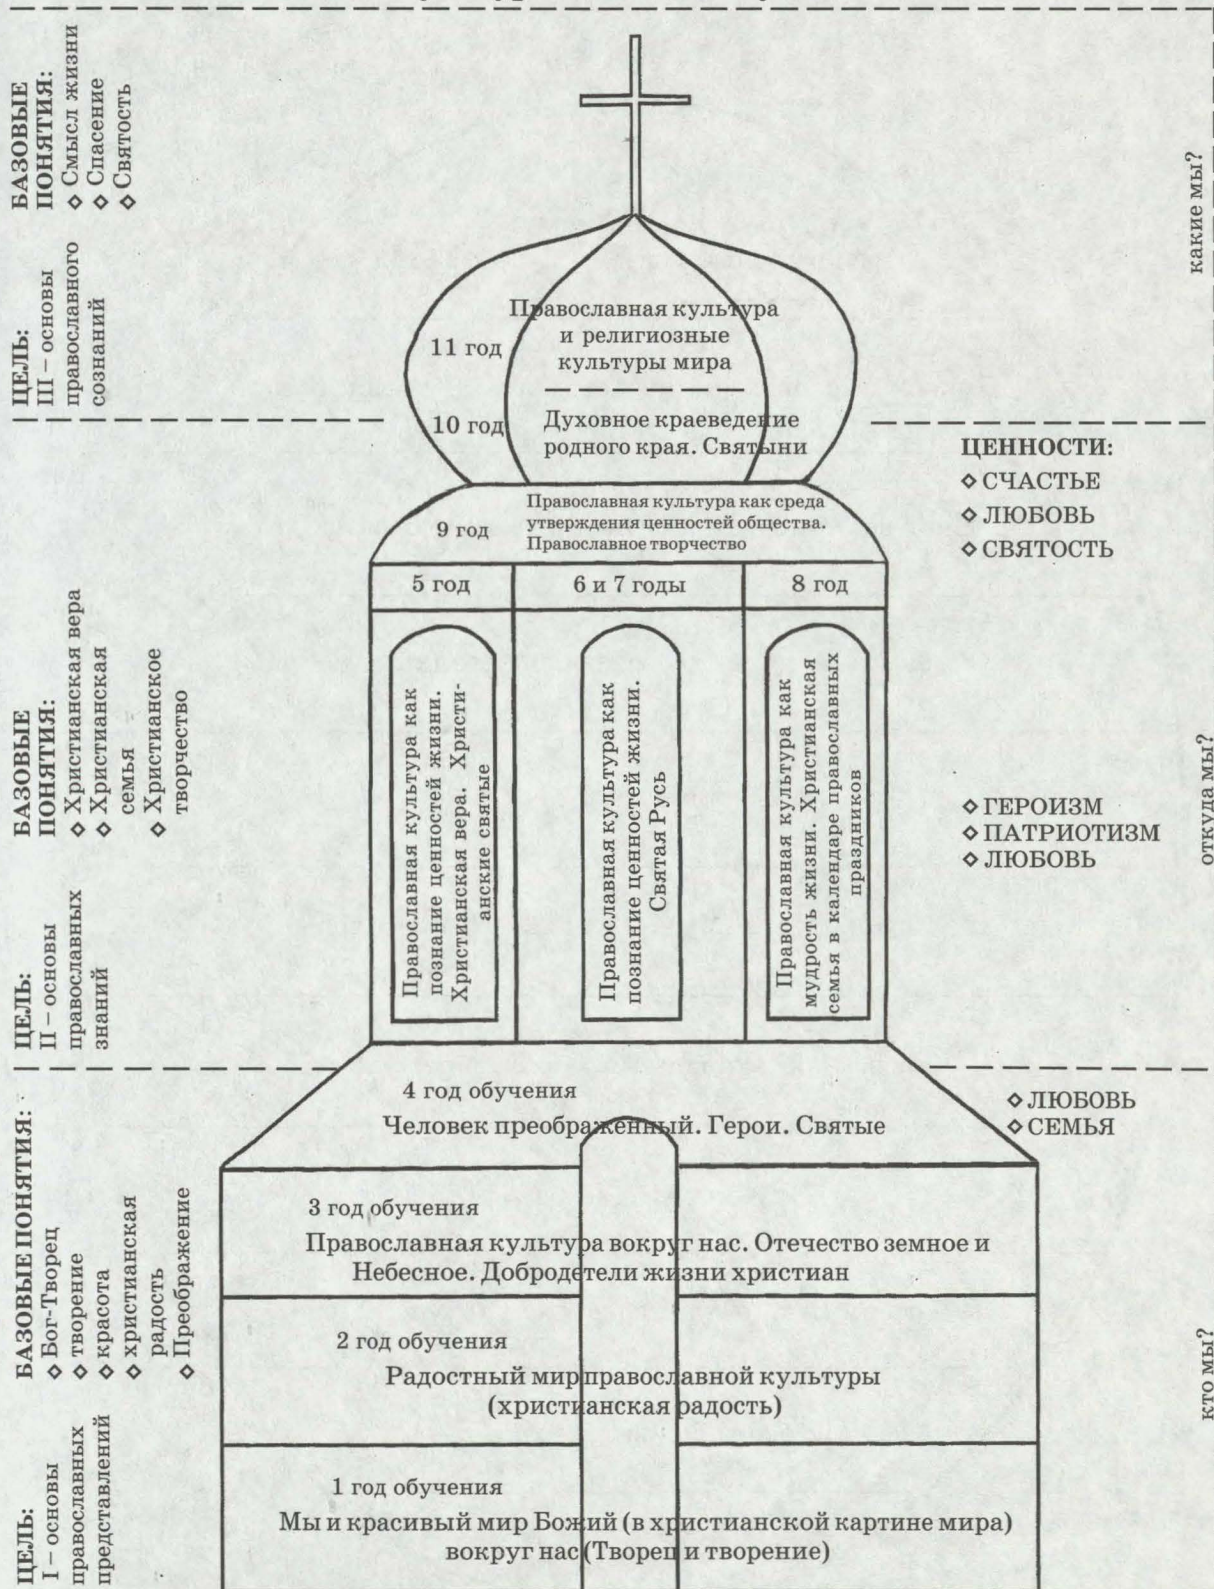 БАЗОВЫЕ
ПОНЯТИЯ:
◇ Смысл жизни
◇ Спасение
◇ Святость
ЦЕЛЬ:
III – основы
православного
сознаний
какие мы?
Православная культура
и религиозные
культуры мира
11 год
10 год
Духовное краеведение
родного края. Святыни
9 год
Православная культура как среда
утверждения ценностей общества.
Православное творчество
ЦЕННОСТИ:
◇ СЧАСТЬЕ
◇ ЛЮБОВЬ
◇ СВЯТОСТЬ
БАЗОВЫЕ
ПОНЯТИЯ:
◇ Христианская вера
◇ Христианская
семья
◇ Христианское
творчество
ЦЕЛЬ:
II – основы
православных
знаний
5 год
6 и 7 годы
8 год
Православная культура как
познание ценностей жизни.
Христианская вера. Христи-
анские святые
Православная культура как
познание ценностей жизни.
Святая Русь
Православная культура как
мудрость жизни. Христианская
семья в календаре православных
праздников
◇ ГЕРОИЗМ
◇ ПАТРИОТИЗМ
◇ ЛЮБОВЬ
откуда мы?
4 год обучения
Человек преображенный. Герои. Святые
◇ ЛЮБОВЬ
◇ СЕМЬЯ
БАЗОВЫЕ ПОНЯТИЯ:
◇ Бог-Творец
◇ творение
◇ красота
◇ христианская
радость
◇ Преображение
ЦЕЛЬ:
I – основы
православных
представлений
3 год обучения
Православная культура вокруг нас. Отечество земное и
Небесное. Добродетели жизни христиан
2 год обучения
Радостный мир православной культуры
(христианская радость)
кто мы?
1 год обучения
Мы и красивый мир Божий (в христианской картине мира)
вокруг нас (Творец и творение)